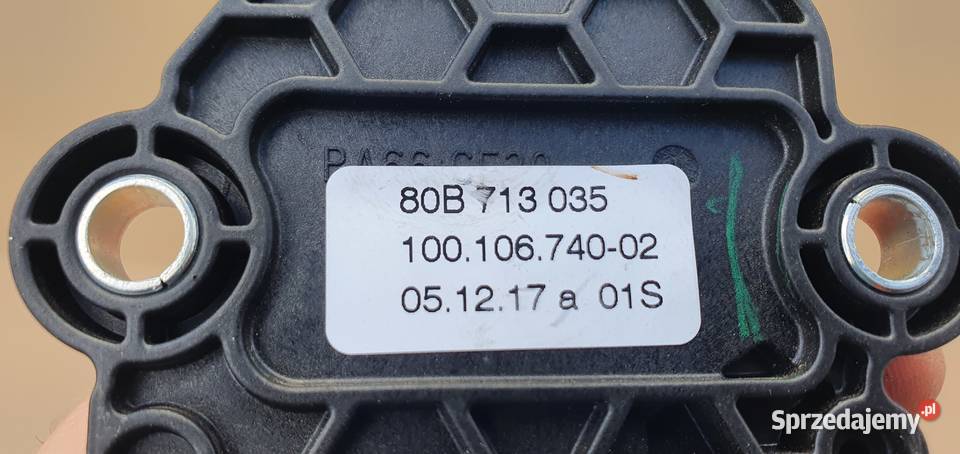 80B 713 035
100.106.740-02
05.12.17 a 01S
Sprzedajemy.pl